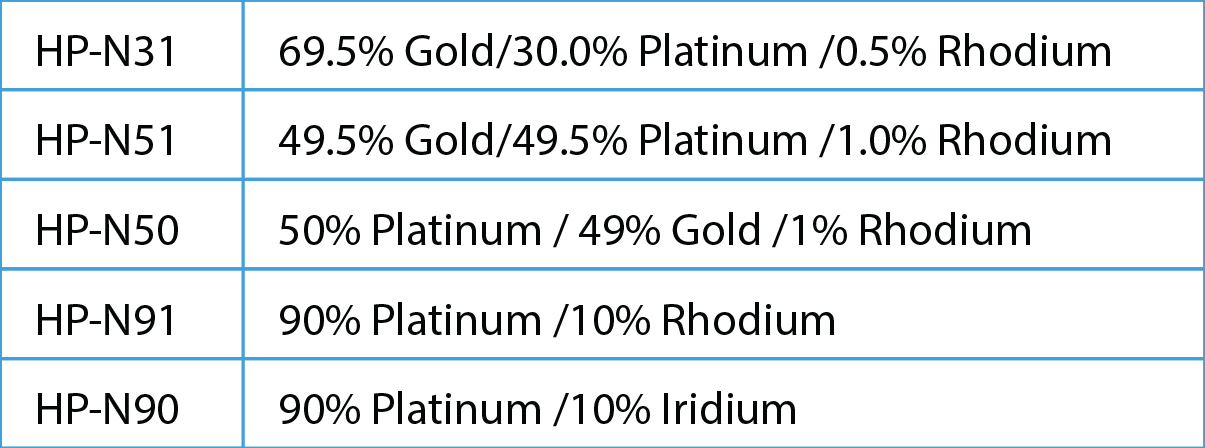 HP-N31 69.5% Gold/30.0% Platinum /0.5% Rhodium
HP-N51 49.5% Gold/49.5% Platinum /1.0% Rhodium
HP-N50 50% Platinum / 49% Gold /1% Rhodium
HP-N91 90% Platinum /10% Rhodium
HP-N90 90% Platinum /10% Iridium